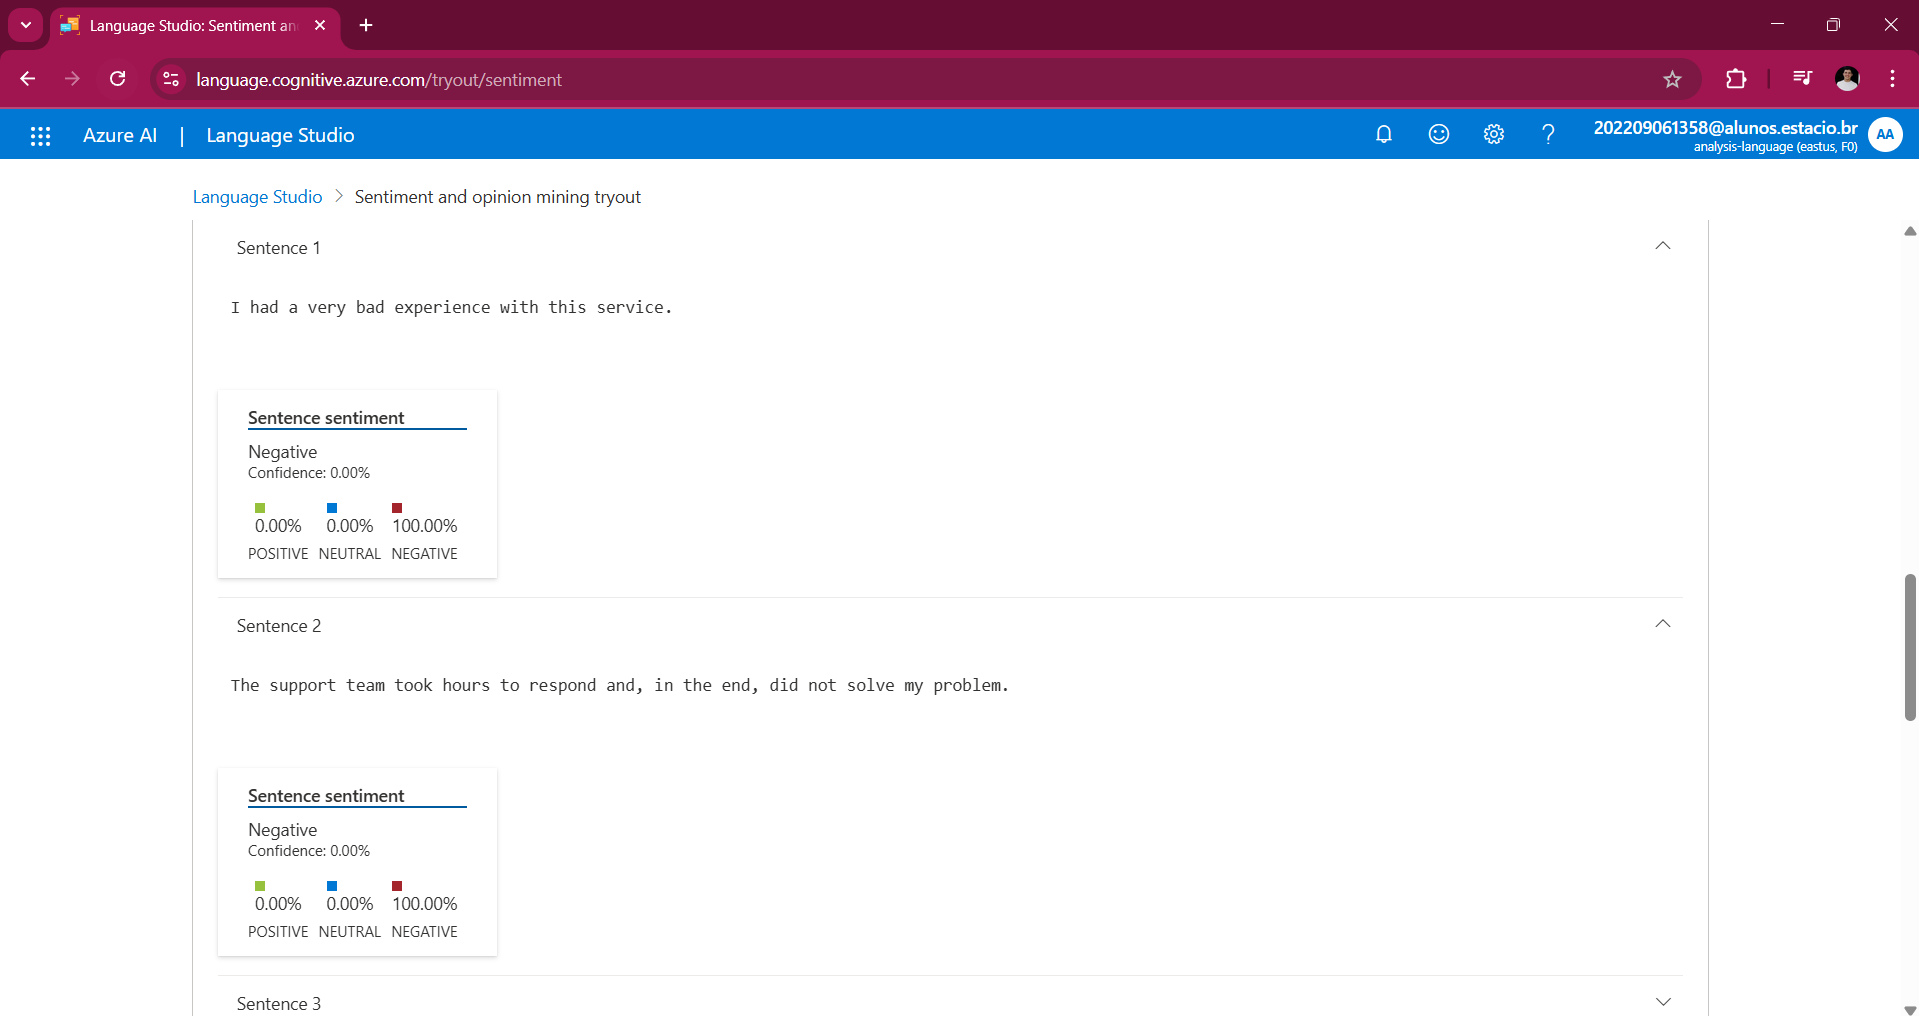 Language Studio: Sentiment an
language.cognitive.azure.com/tryout/sentiment
Azure AI | Language Studio
202209061358@alunos.estacio.br
analysis-language (eastus, F0)
AA
Language Studio > Sentiment and opinion mining tryout
Sentence 1
I had a very bad experience with this service.
Sentence sentiment
Negative
Confidence: 0.00%
0.00% 0.00% 100.00%
POSITIVE NEUTRAL NEGATIVE
Sentence 2
The support team took hours to respond and, in the end, did not solve my problem.
Sentence sentiment
Negative
Confidence: 0.00%
0.00% 0.00% 100.00%
POSITIVE NEUTRAL NEGATIVE
Sentence 3